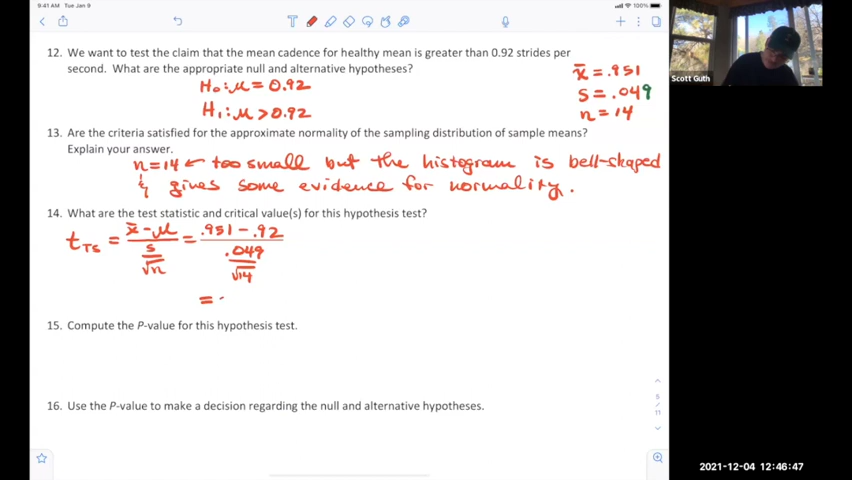 9:41 AM Tue Jan 9
100%
12. We want to test the claim that the mean cadence for healthy mean is greater than 0.92 strides per
second. What are the appropriate null and alternative hypotheses?
H₀: μ = 0.92
H₁: μ > 0.92
x̄ = .951
s = .049
n = 14
13. Are the criteria satisfied for the approximate normality of the sampling distribution of sample means?
Explain your answer.
n = 14 ← too small but the histogram is bell-shaped
& gives some evidence for normality.
14. What are the test statistic and critical value(s) for this hypothesis test?
t_TS = (x̄ - μ) / (s/√n) = (.951 - .92) / (.049/√14)
=
15. Compute the P-value for this hypothesis test.
16. Use the P-value to make a decision regarding the null and alternative hypotheses.
5
/
11
Scott Guth
2021-12-04 12:46:47